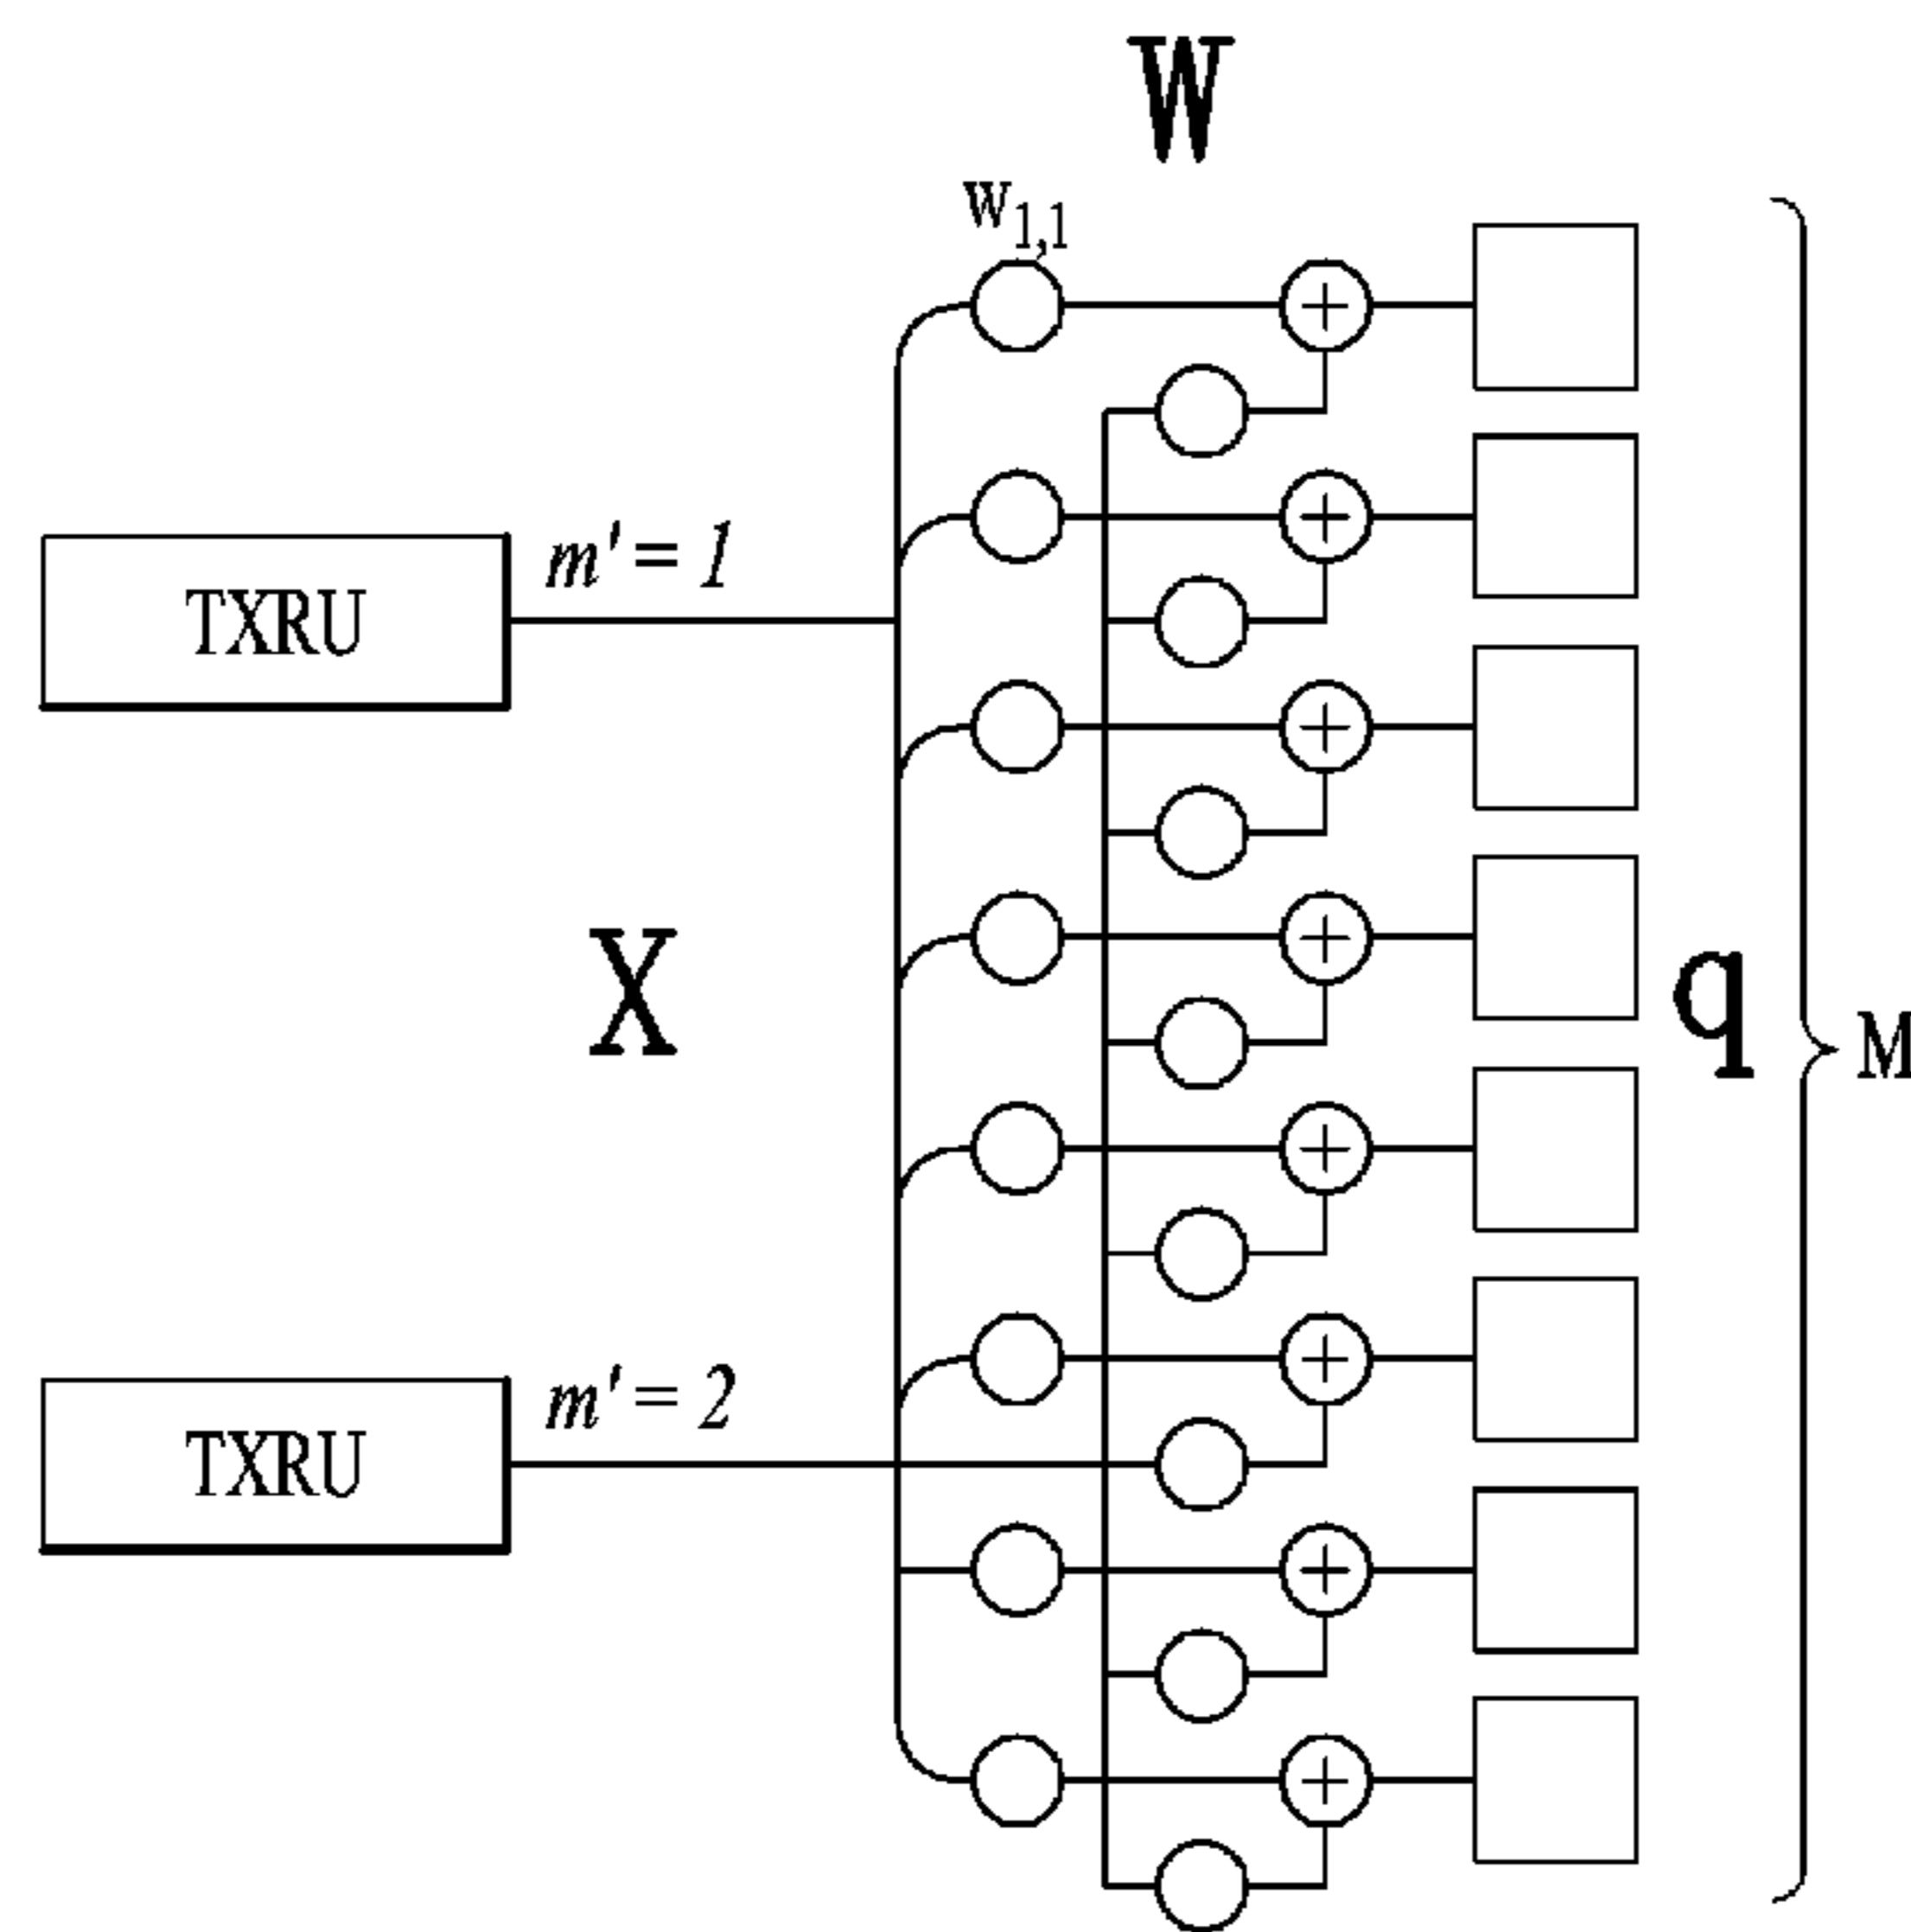 W
w1,1
m' = 1
TXRU
X
q
M
m' = 2
TXRU